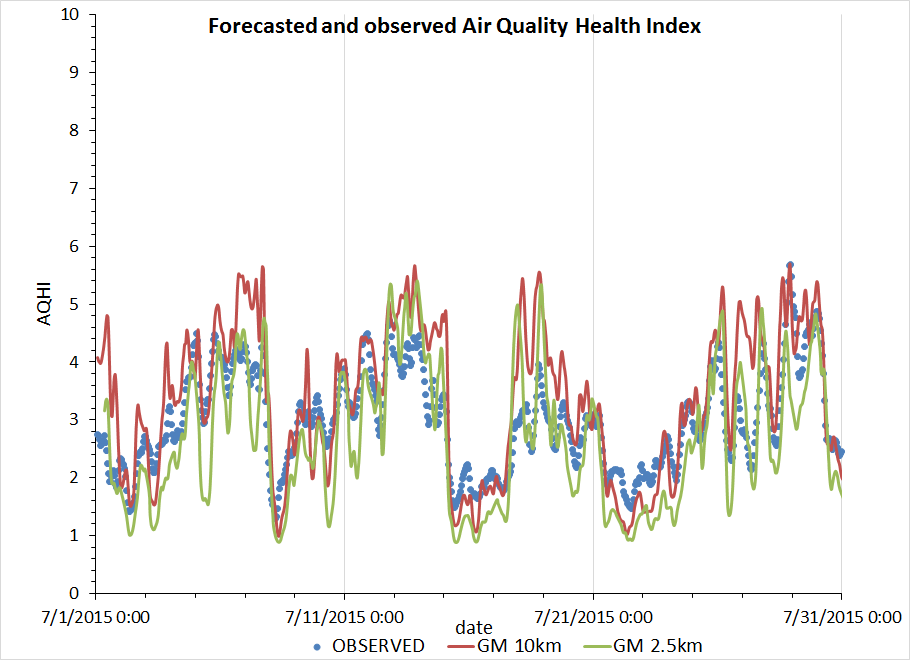 Forecasted and observed Air Quality Health Index
10
9
8
7
6
5
4
3
2
1
0
AQHI
7/1/2015 0:00 7/11/2015 0:00 7/21/2015 0:00 7/31/2015 0:00
date
OBSERVED GM 10km GM 2.5km